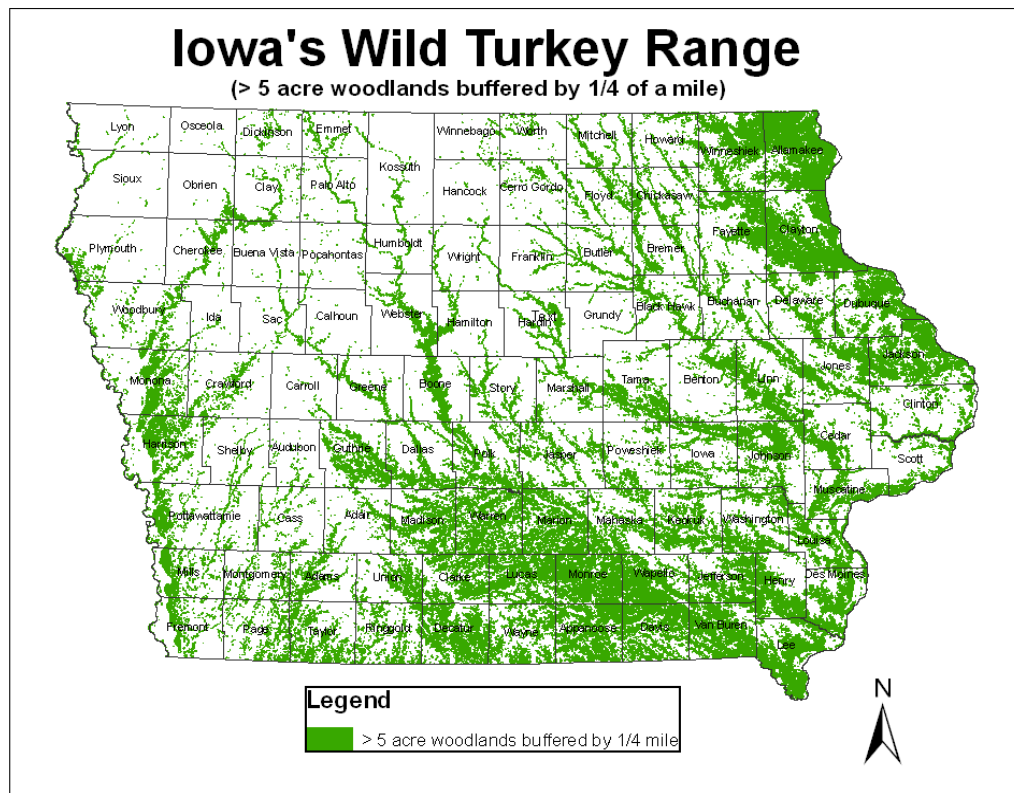 Iowa's Wild Turkey Range
(> 5 acre woodlands buffered by 1/4 of a mile)
Lyon Osceola Dickinson Emmet Winnebago Worth Mitchell Howard Winneshiek Allamakee
Kossuth
Sioux Obrien Clay Palo Alto Hancock Cerro Gordo Floyd Chickasaw
Fayette Clayton
Plymouth Cherokee Buena Vista Pocahontas Humboldt Wright Franklin Butler Bremer
Woodbury Ida Sac Calhoun Webster Hamilton Hardin Text Grundy Black Hawk Buchanan Delaware Dubuque
Monona Crawford Carroll Greene Boone Story Marshall Tama Benton Linn Jones Jackson
Clinton
Harrison Shelby Audubon Guthrie Dallas Polk Jasper Poweshiek Iowa Johnson Cedar
Scott
Muscatine
Pottawattamie Cass Adair Madison Warren Marion Mahaska Keokuk Washington
Louisa
Mills Montgomery Adams Union Clarke Lucas Monroe Wapello Jefferson Henry Des Moines
Fremont Page Taylor Ringgold Decatur Wayne Appanoose Davis Van Buren
Lee
N
Legend
> 5 acre woodlands buffered by 1/4 mile